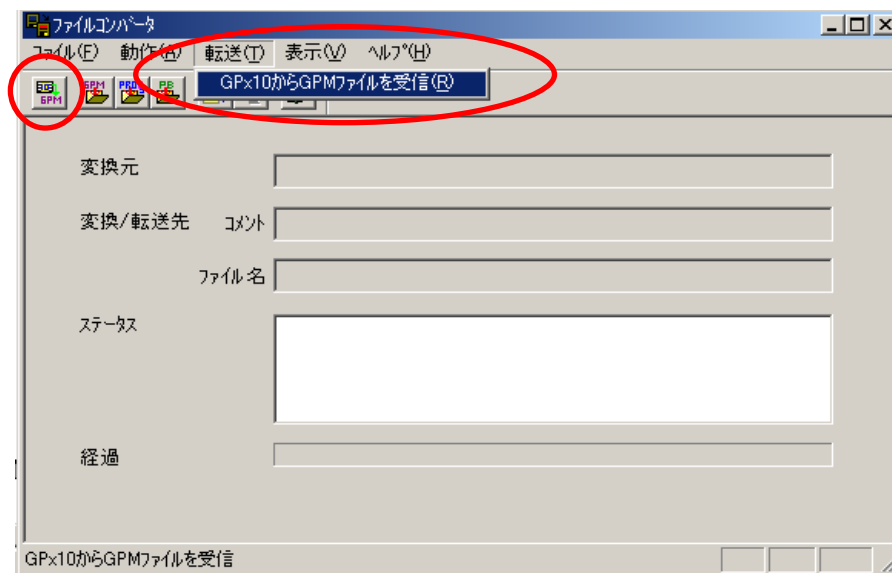 ファイルコンバータ
ファイル(F) 動作(A) 転送(T) 表示(V) ヘルプ(H)
GPx10からGPMファイルを受信(R)
GPM GPM PRO PB
変換元
変換/転送先 コメント
ファイル名
ステータス
経過
GPx10からGPMファイルを受信